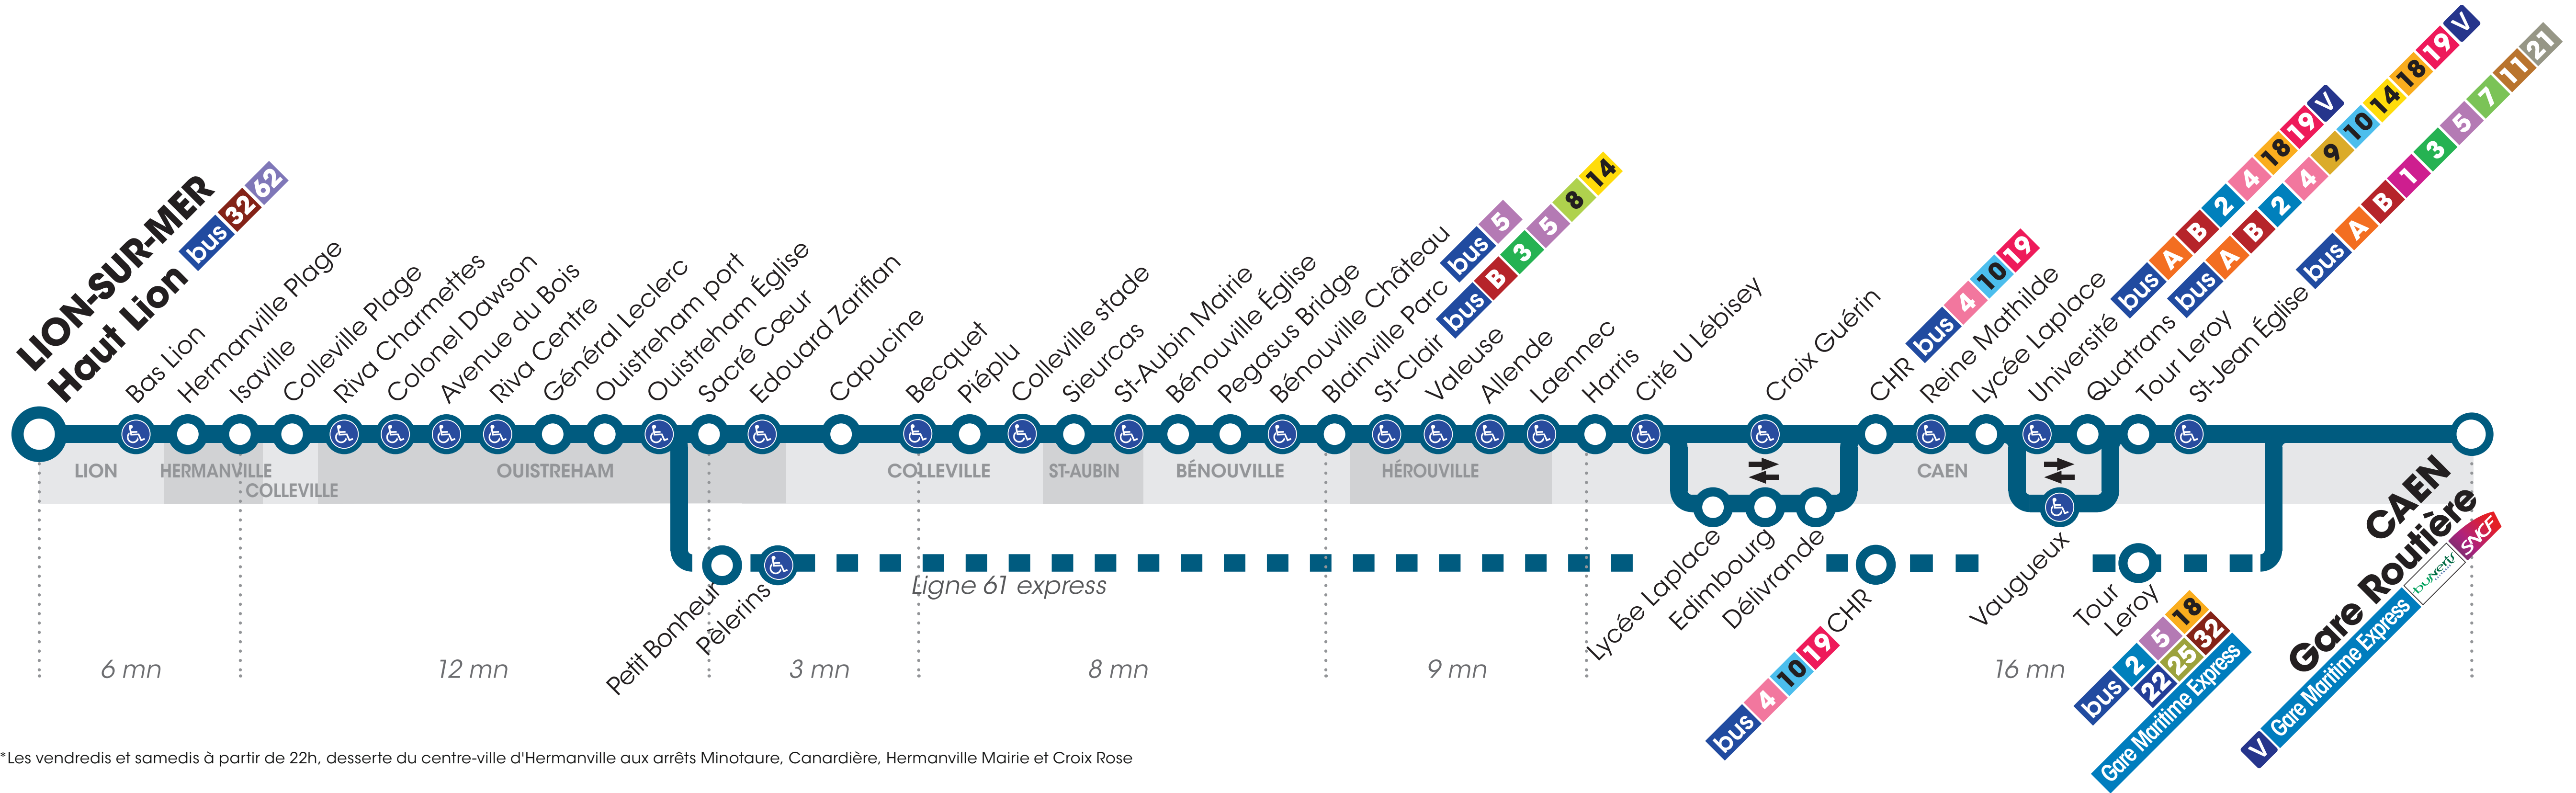 LION-SUR-MER
Haut Lion bus 32 62
Bas Lion
Hermanville Plage
Isaville
Colleville Plage
Riva Charmettes
Colonel Dawson
Avenue du Bois
Riva Centre
Général Leclerc
Ouistreham port
Ouistreham Église
Sacré Cœur
Edouard Zarifian
Capucine
Becquet
Piéplu
Colleville stade
Sieurcas
St-Aubin Mairie
Bénouville Église
Pegasus Bridge
Bénouville Château
Blainville Parc bus 5
St-Clair bus B 3 5 8 14
Valeuse
Allende
Laennec
Harris
Cité U Lébisey
Croix Guérin
CHR bus 4 10 19
Reine Mathilde
Lycée Laplace
Université bus A B 2 4 18 19 V
Quatrans bus A B 2 4 9 10 14 18 19 V
Tour Leroy
St-Jean Église bus A B 1 3 5 7 11 21
LION
HERMANVILLE
COLLEVILLE
OUISTREHAM
COLLEVILLE
ST-AUBIN
BÉNOUVILLE
HÉROUVILLE
CAEN
CAEN
Gare Routière
V Gare Maritime Express buverts SNCF
Petit Bonheur
Pèlerins
Ligne 61 express
Lycée Laplace
Edimbourg
Délivrande
bus 4 10 19 CHR
Vaugueux
Tour
Leroy
bus 2 5 18
22 25 32
Gare Maritime Express
6 mn
12 mn
3 mn
8 mn
9 mn
16 mn
*Les vendredis et samedis à partir de 22h, desserte du centre-ville d'Hermanville aux arrêts Minotaure, Canardière, Hermanville Mairie et Croix Rose